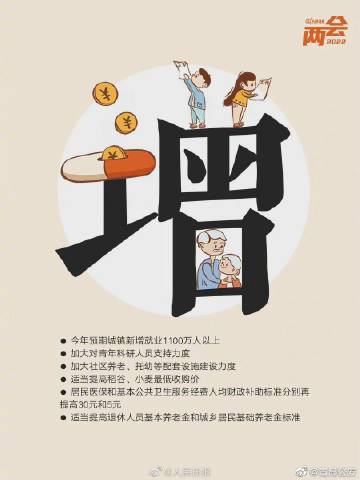 两会
2022
增
● 今年预期城镇新增就业1100万人以上
● 加大对青年科研人员支持力度
● 加大社区养老、托幼等配套设施建设力度
● 适当提高稻谷、小麦最低收购价
● 居民医保和基本公共卫生服务经费人均财政补助标准分别再
提高30元和5元
● 适当提高退休人员基本养老金和城乡居民基础养老金标准
@人民日报